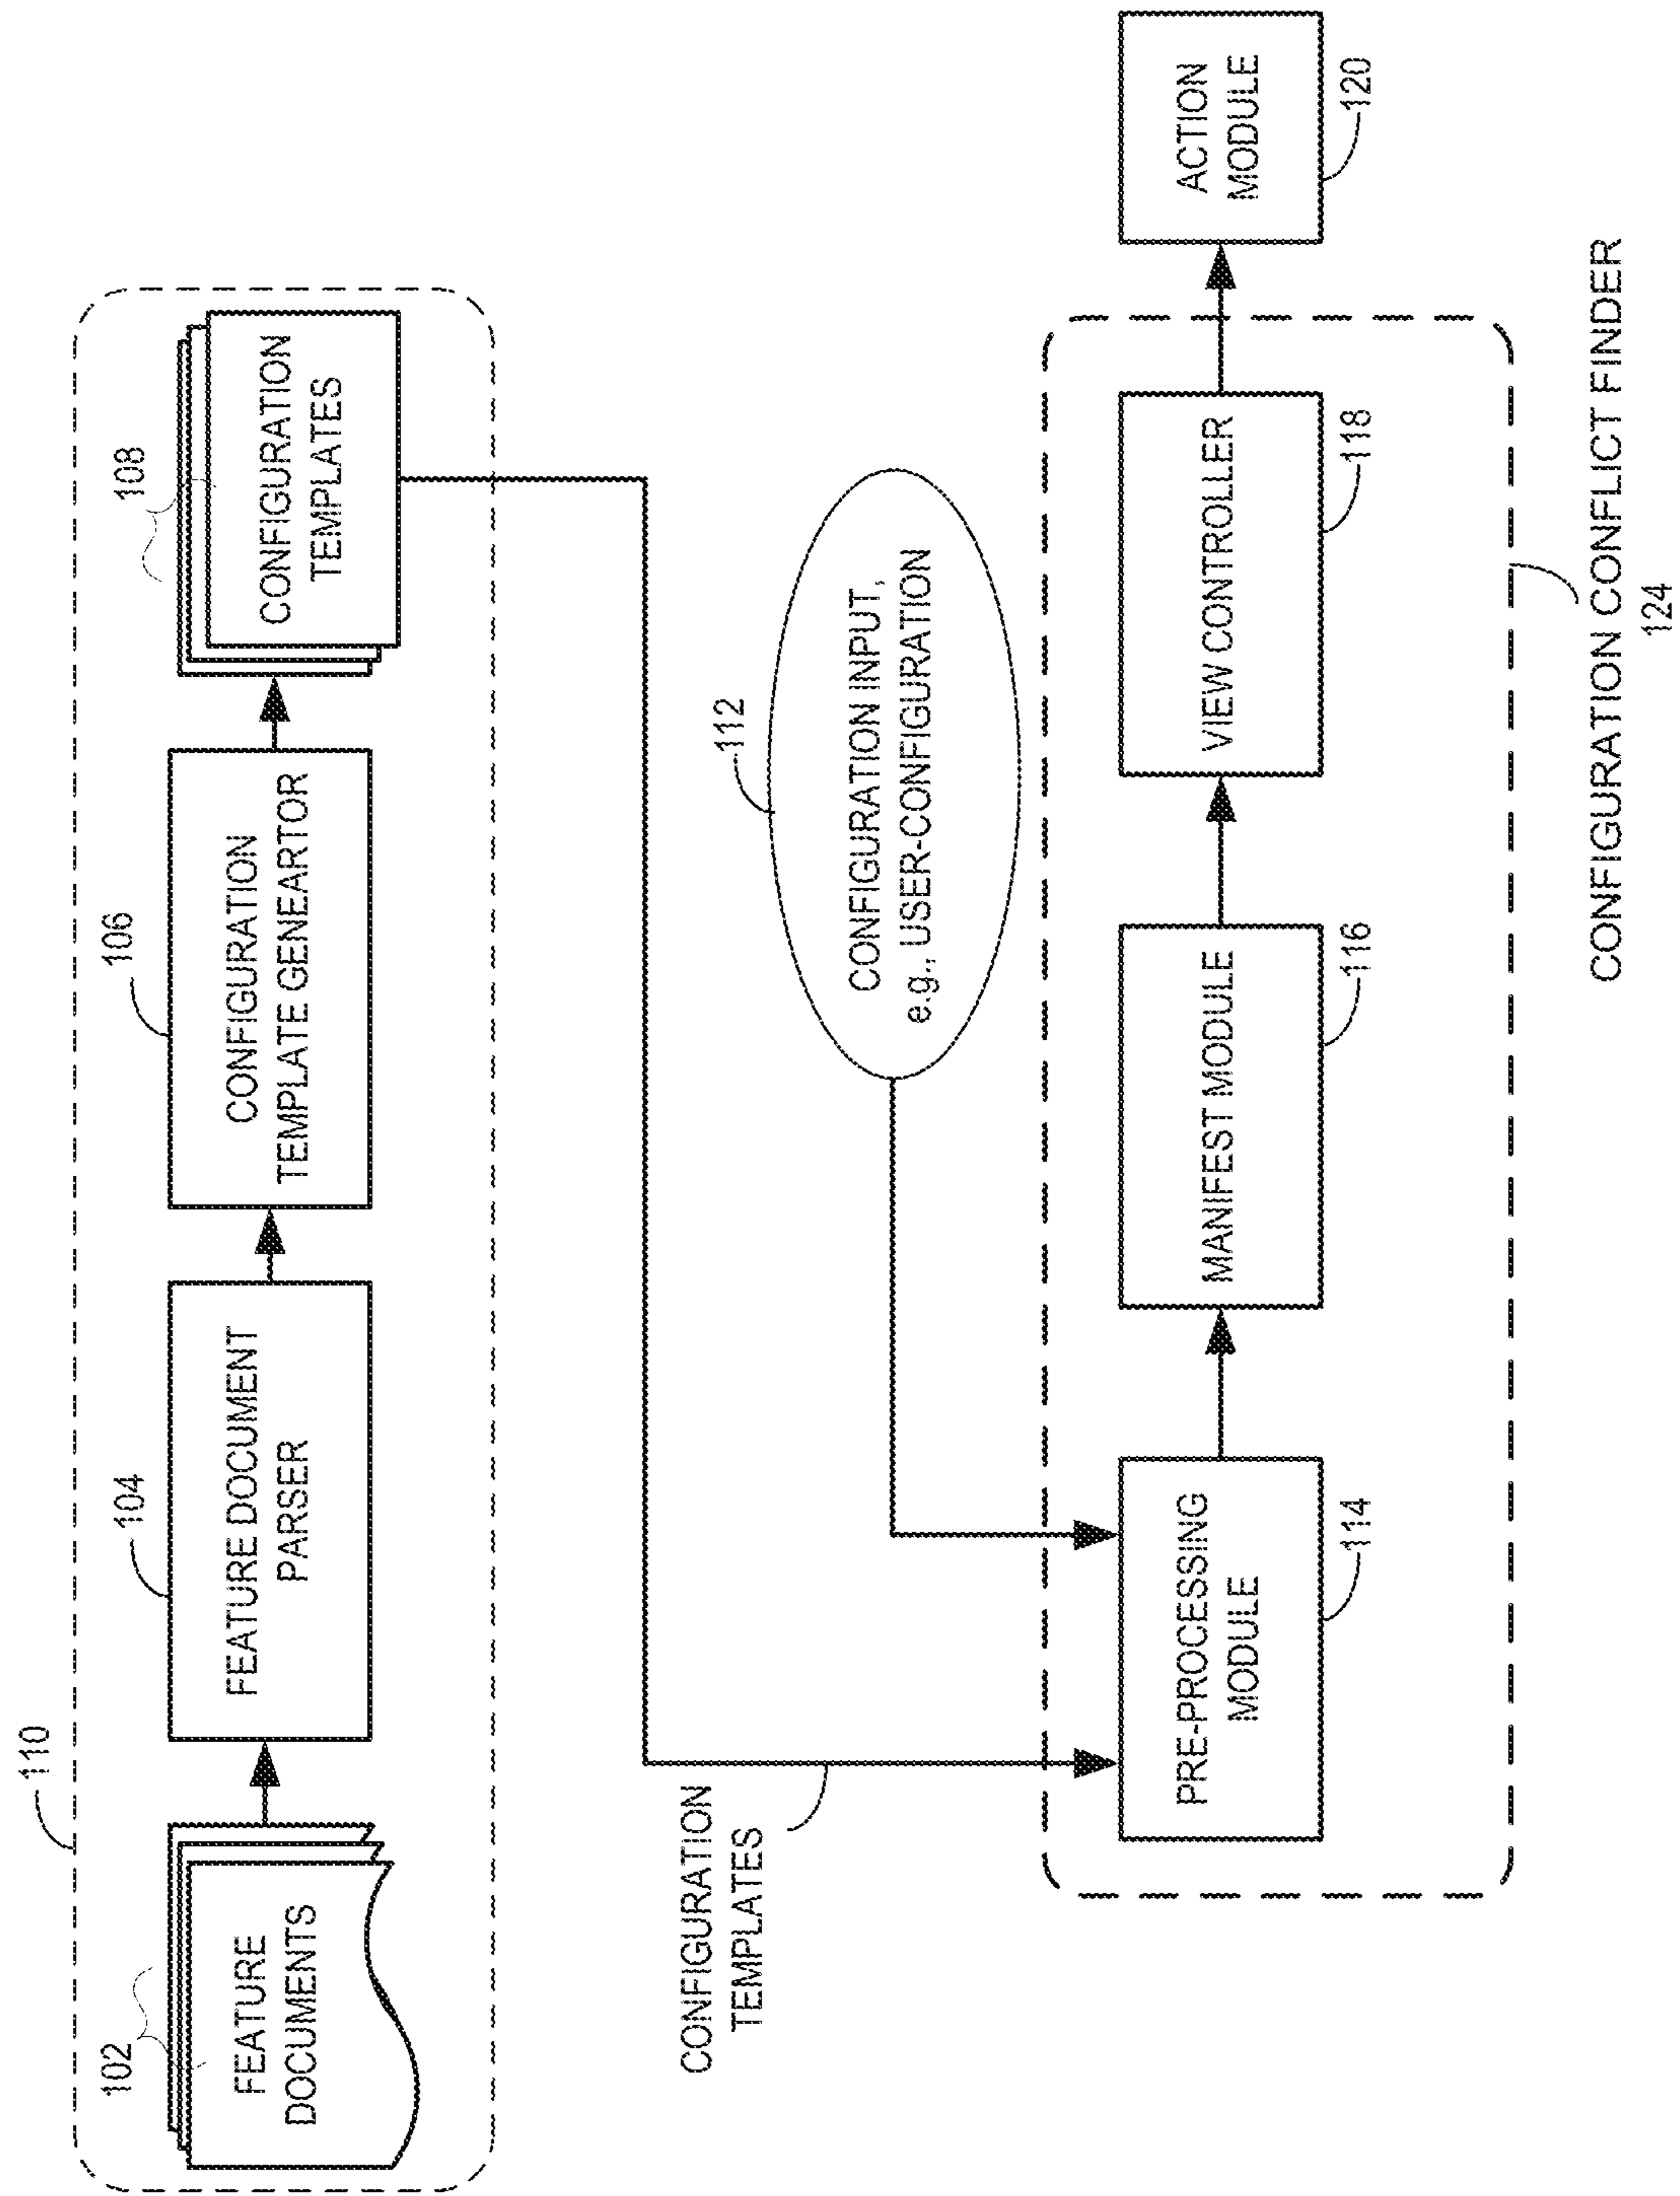 110
102
FEATURE
DOCUMENTS
104
FEATURE DOCUMENT
PARSER
106
CONFIGURATION
TEMPLATE GENEARTOR
108
CONFIGURATION
TEMPLATES
CONFIGURATION
TEMPLATES
112
CONFIGURATION INPUT,
e.g., USER-CONFIGURATION
PRE-PROCESSING
MODULE
114
MANIFEST MODULE
116
VIEW CONTROLLER
118
ACTION
MODULE
120
CONFIGURATION CONFLICT FINDER
124